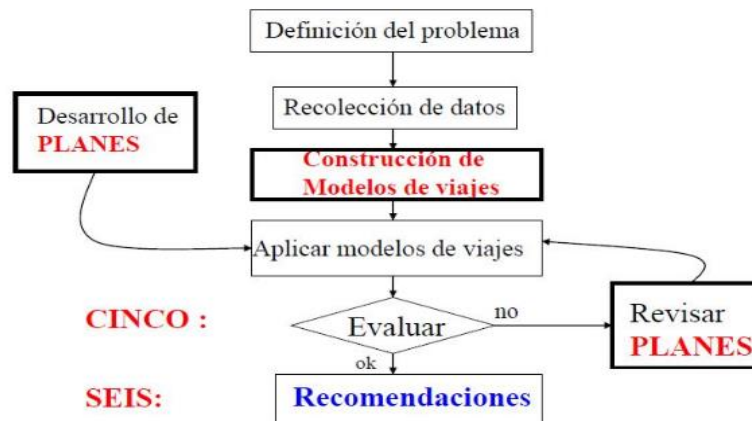 Definición del problema
Recolección de datos
Desarrollo de
PLANES
Construcción de
Modelos de viajes
Aplicar modelos de viajes
CINCO :
Evaluar
no
Revisar
PLANES
ok
SEIS:
Recomendaciones